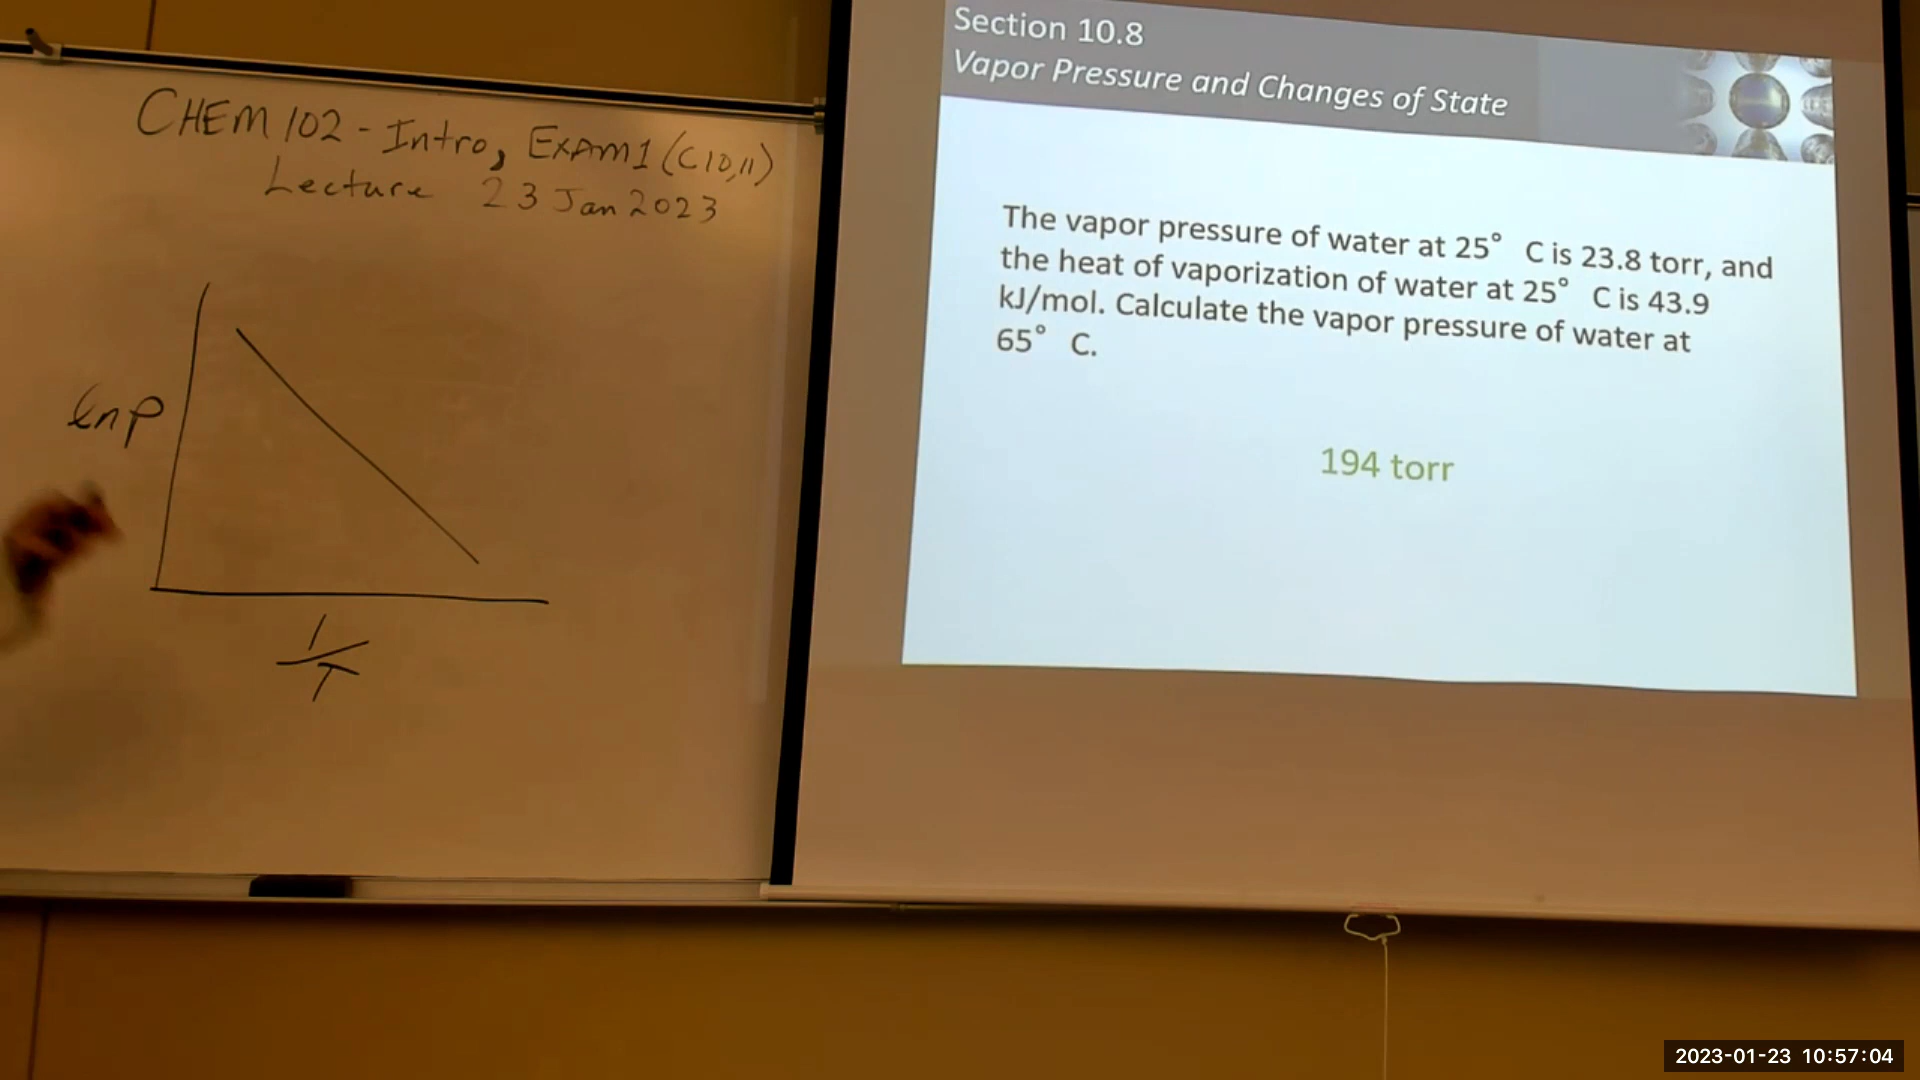 CHEM 102 - Intro, EXAM1 (C10,11)
Lecture 23 Jan 2023
ln P
1
T
Section 10.8
Vapor Pressure and Changes of State
The vapor pressure of water at 25° C is 23.8 torr, and
the heat of vaporization of water at 25° C is 43.9
kJ/mol. Calculate the vapor pressure of water at
65° C.
194 torr
2023-01-23 10:57:04